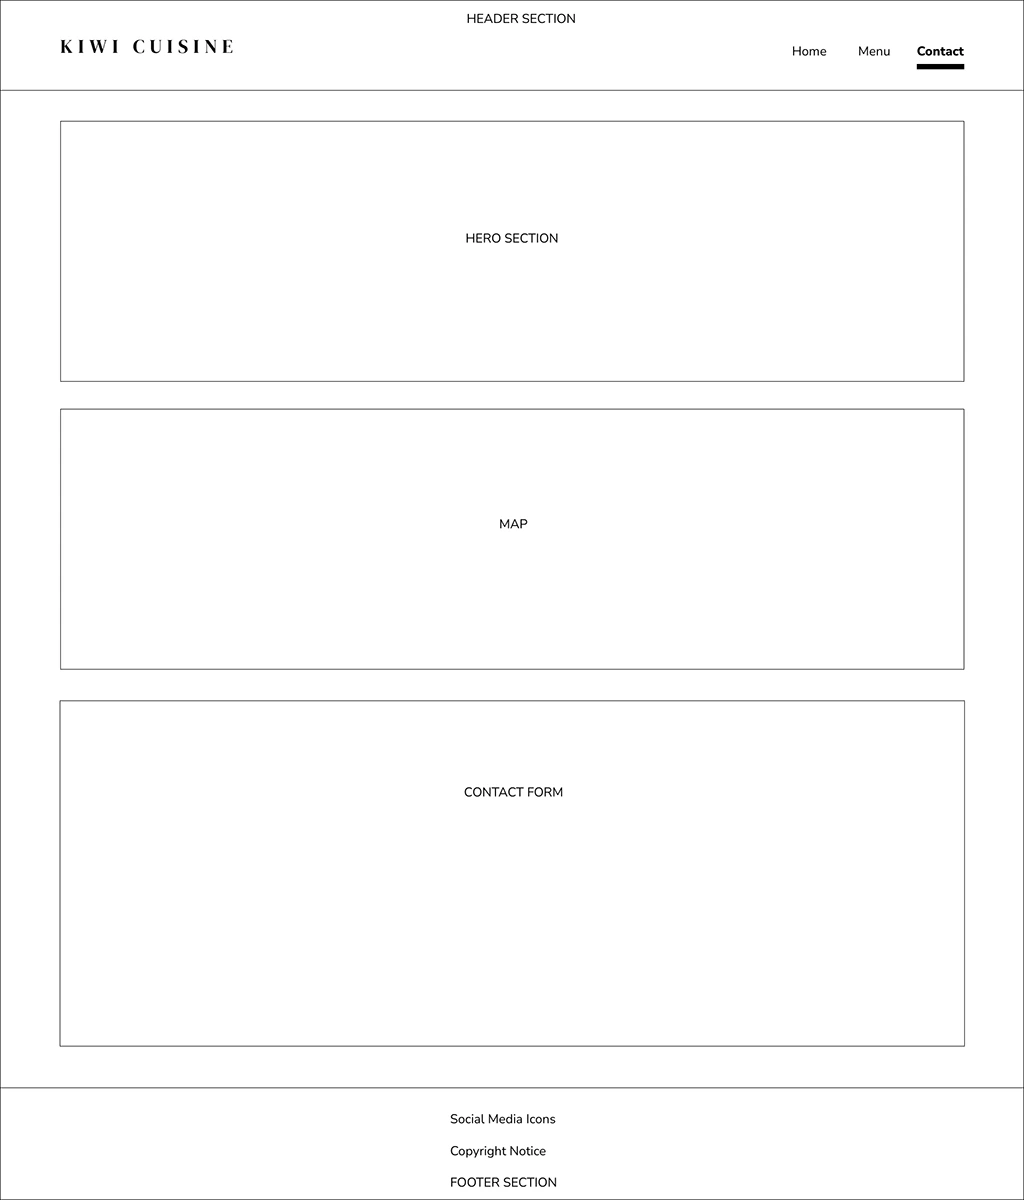 HEADER SECTION
KIWI CUISINE
Home Menu Contact
HERO SECTION
MAP
CONTACT FORM
Social Media Icons
Copyright Notice
FOOTER SECTION